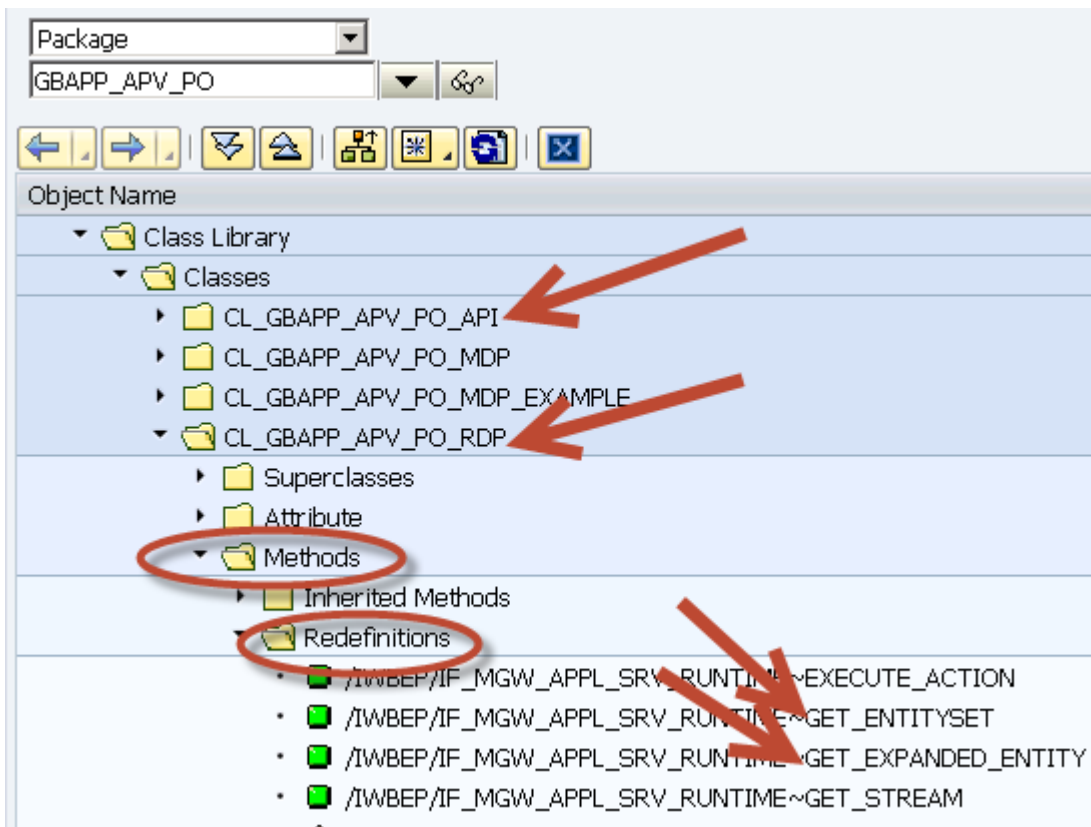 Package
GBAPP_APV_PO
Object Name
Class Library
Classes
CL_GBAPP_APV_PO_API
CL_GBAPP_APV_PO_MDP
CL_GBAPP_APV_PO_MDP_EXAMPLE
CL_GBAPP_APV_PO_RDP
Superclasses
Attribute
Methods
Inherited Methods
Redefinitions
/IWBEP/IF_MGW_APPL_SRV_RUNTIME~EXECUTE_ACTION
/IWBEP/IF_MGW_APPL_SRV_RUNTIME~GET_ENTITYSET
/IWBEP/IF_MGW_APPL_SRV_RUNTIME~GET_EXPANDED_ENTITY
/IWBEP/IF_MGW_APPL_SRV_RUNTIME~GET_STREAM